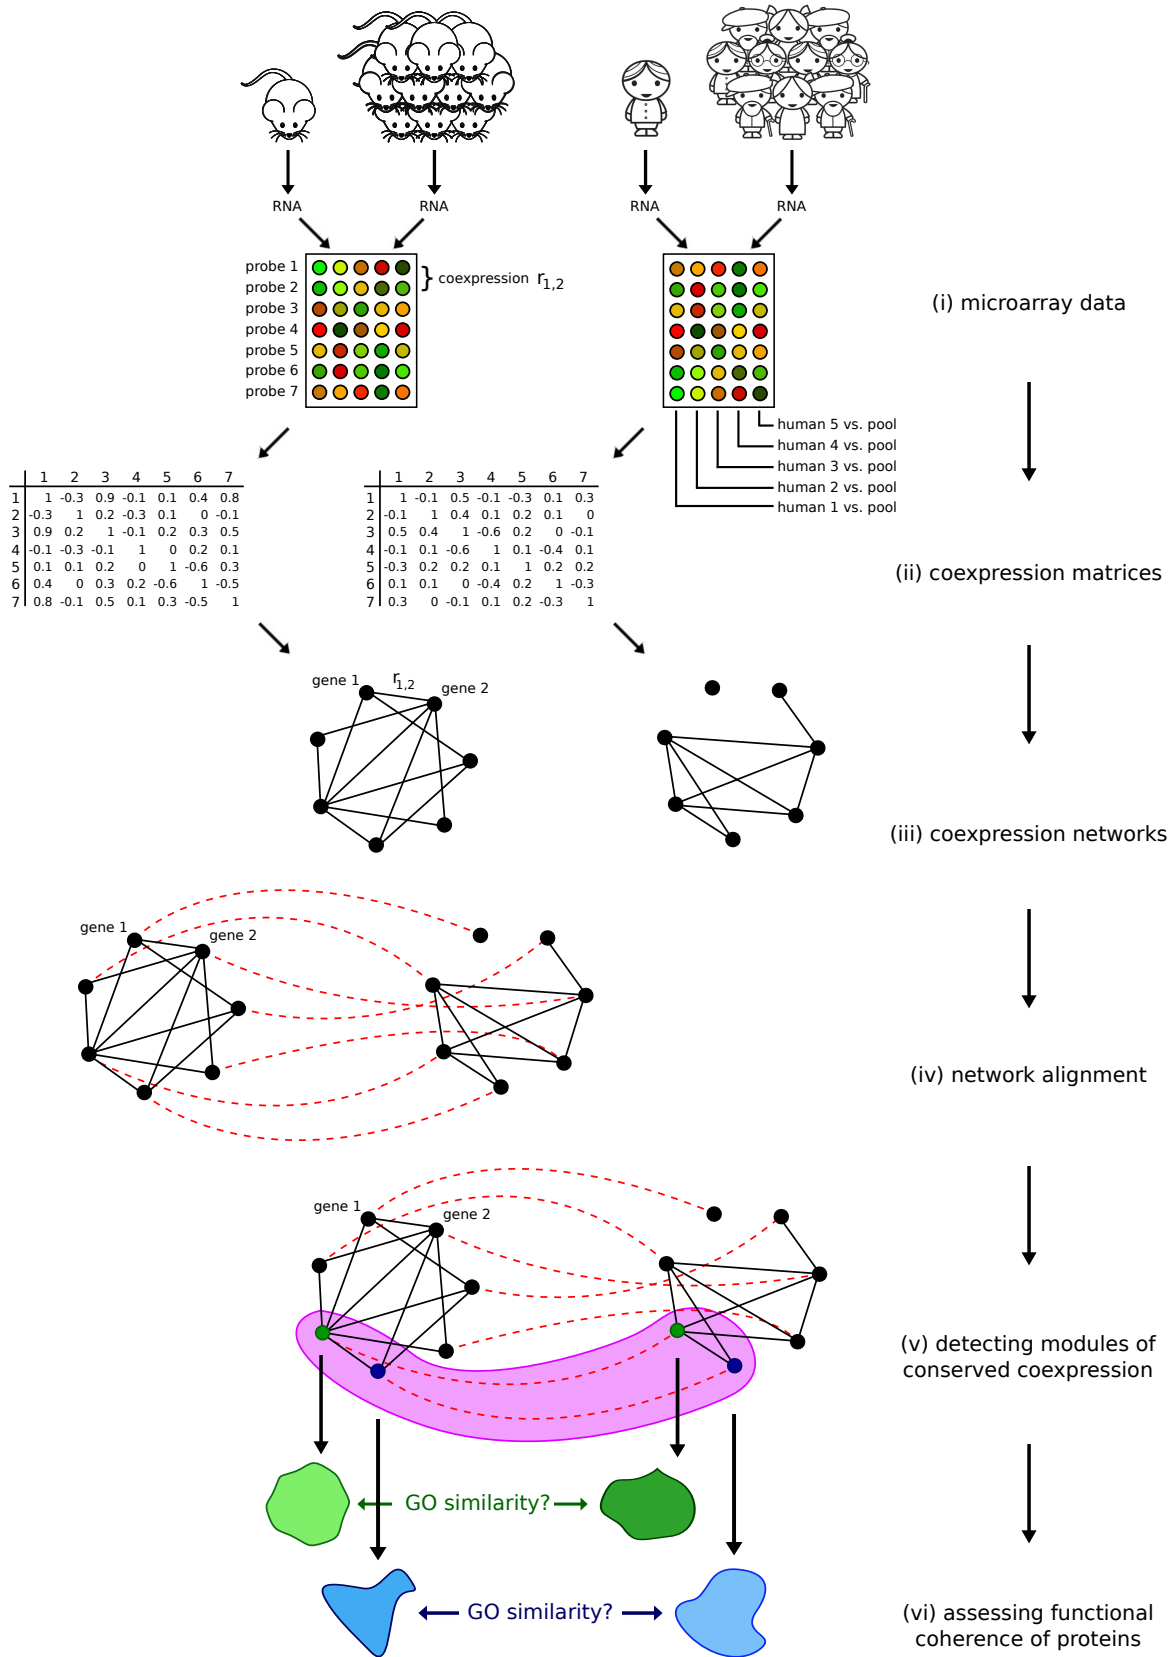 RNA RNA RNA RNA
probe 1
probe 2
probe 3
probe 4
probe 5
probe 6
probe 7
coexpression r1,2
(i) microarray data
human 5 vs. pool
human 4 vs. pool
human 3 vs. pool
human 2 vs. pool
human 1 vs. pool
1 2 3 4 5 6 7
1 1 -0.3 0.9 -0.1 0.1 0.4 0.8
2 -0.3 1 0.2 -0.3 0.1 0 -0.1
3 0.9 0.2 1 -0.1 0.2 0.3 0.5
4 -0.1 -0.3 -0.1 1 0 0.2 0.1
5 0.1 0.1 0.2 0 1 -0.6 0.3
6 0.4 0 0.3 0.2 -0.6 1 -0.5
7 0.8 -0.1 0.5 0.1 0.3 -0.5 1
1 2 3 4 5 6 7
1 1 -0.1 0.5 -0.1 -0.3 0.1 0.3
2 -0.1 1 0.4 0.1 0.2 0.1 0
3 0.5 0.4 1 -0.6 0.2 0 -0.1
4 -0.1 0.1 -0.6 1 0.1 -0.4 0.1
5 -0.3 0.2 0.2 0.1 1 0.2 0.2
6 0.1 0.1 0 -0.4 0.2 1 -0.3
7 0.3 0 -0.1 0.1 0.2 -0.3 1
(ii) coexpression matrices
gene 1 r1,2 gene 2
(iii) coexpression networks
gene 1 gene 2
(iv) network alignment
gene 1 gene 2
(v) detecting modules of
conserved coexpression
GO similarity?
GO similarity?
(vi) assessing functional
coherence of proteins